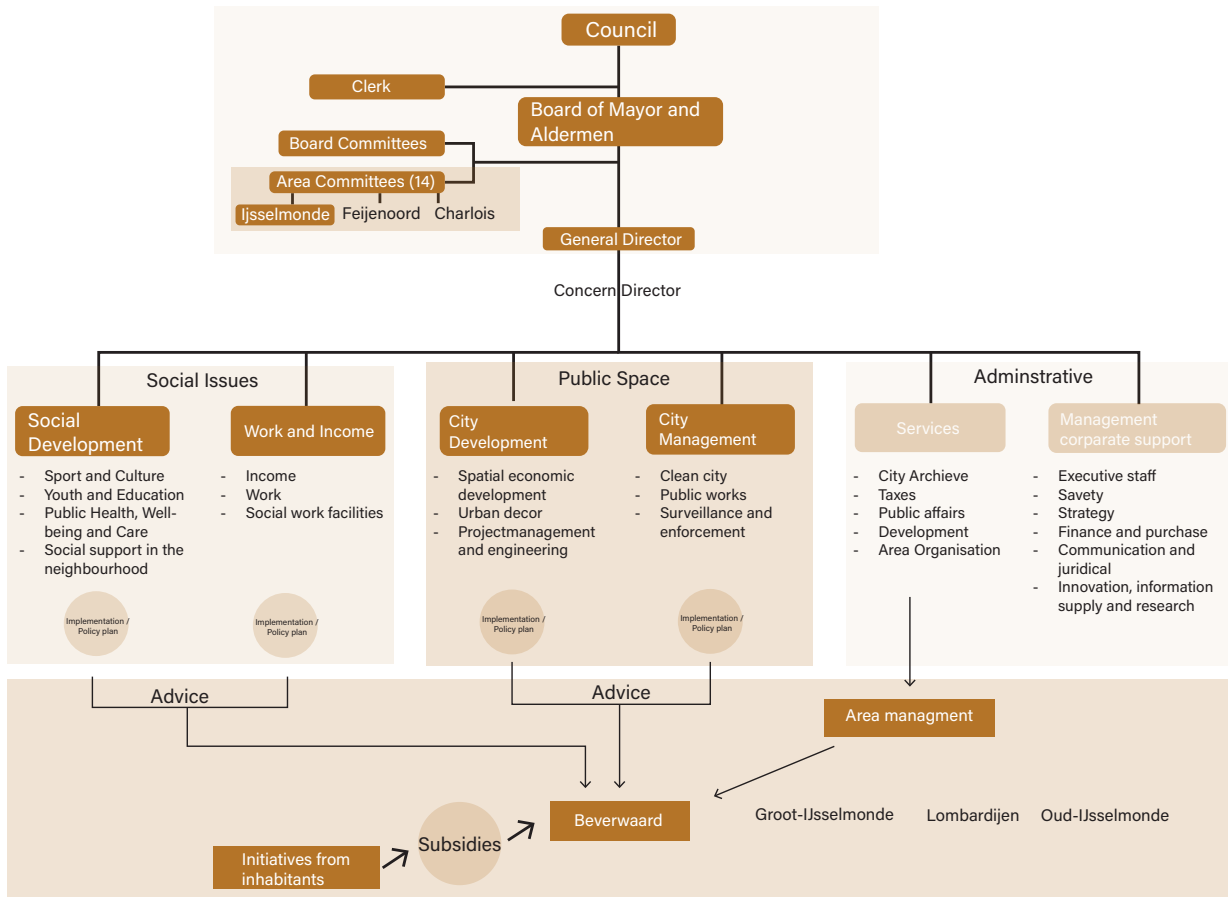 Council
Clerk
Board of Mayor and
Aldermen
Board Committees
Area Committees (14)
Ijsselmonde
Feijenoord
Charlois
General Director
Concern Director
Social Issues
Social
Development
- Sport and Culture
- Youth and Education
- Public Health, Well-
being and Care
- Social support in the
neighbourhood
Implementation /
Policy plan
Work and Income
- Income
- Work
- Social work facilities
Implementation /
Policy plan
Public Space
City
Development
- Spatial economic
development
- Urban decor
- Projectmanagement
and engineering
Implementation /
Policy plan
City
Management
- Clean city
- Public works
- Surveillance and
enforcement
Implementation /
Policy plan
Adminstrative
Services
- City Archieve
- Taxes
- Public affairs
- Development
- Area Organisation
Management
corparate support
- Executive staff
- Savety
- Strategy
- Finance and purchase
- Communication and
juridical
- Innovation, information
supply and research
Advice
Advice
Area managment
Beverwaard
Groot-IJsselmonde
Lombardijen
Oud-IJsselmonde
Subsidies
Initiatives from
inhabitants